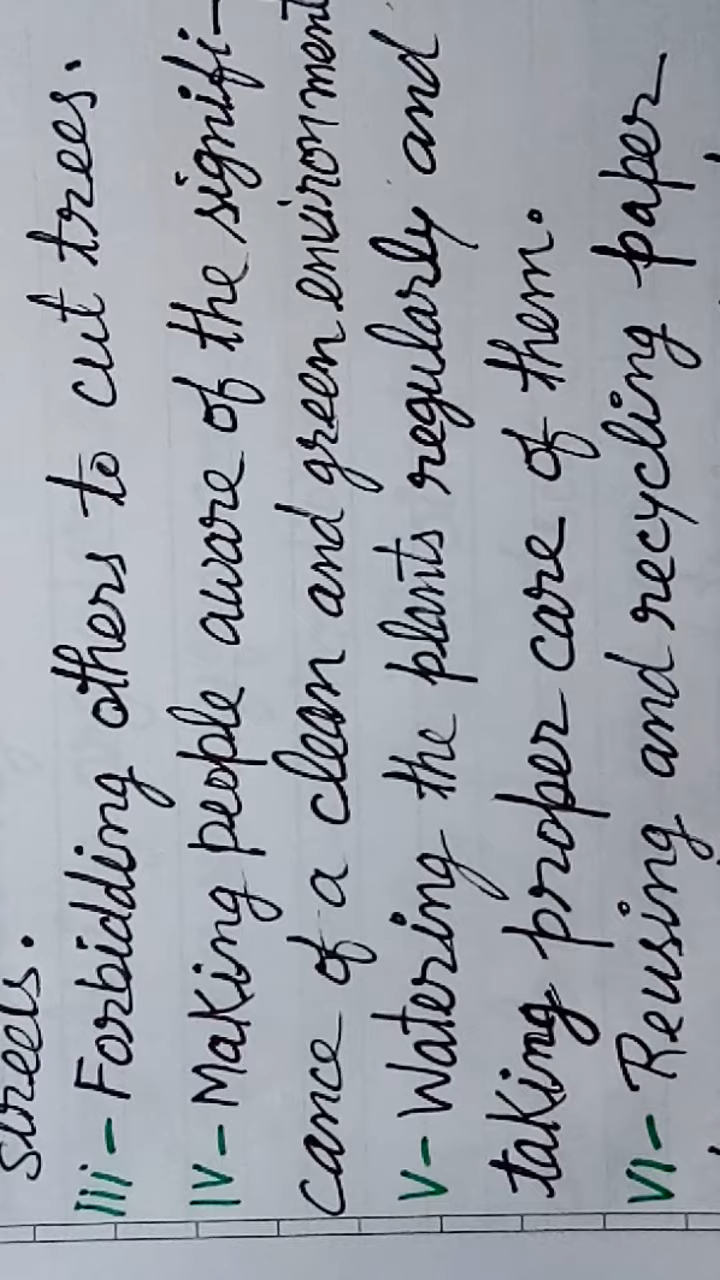 streets.
iii- Forbidding others to cut trees.
IV- Making people aware of the signifi-
cance of a clean and green environment
V- Watering the plants regularly and
taking proper care of them.
VI- Reusing and recycling paper